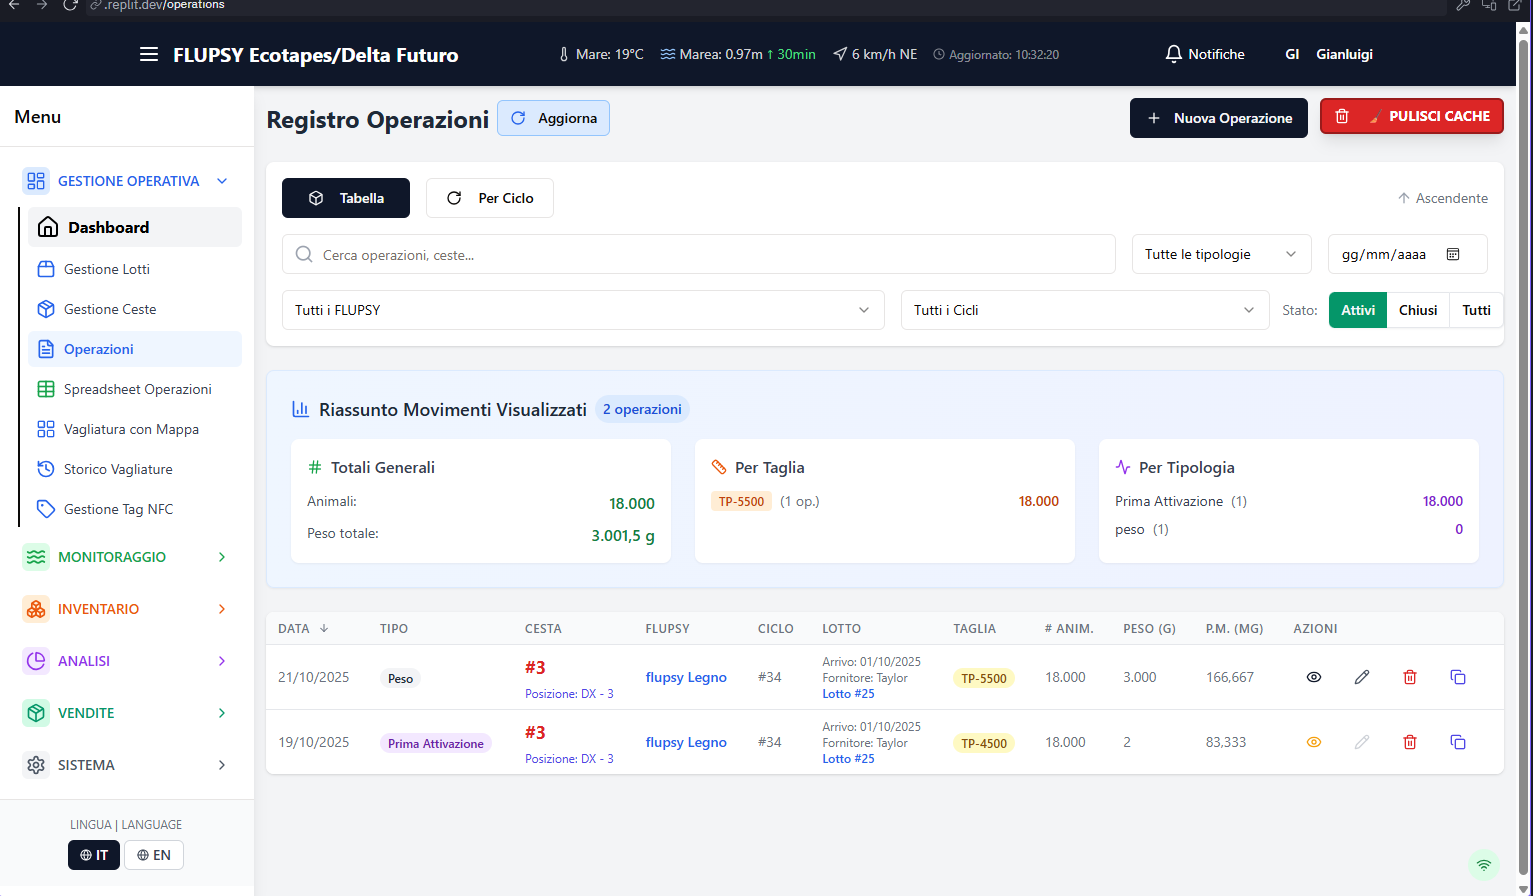 .replit.dev/operations
FLUPSY Ecotapes/Delta Futuro
Mare: 19°C
Marea: 0.97m ↑ 30min
6 km/h NE
Aggiornato: 10:32:20
Notifiche
GI
Gianluigi
Menu
GESTIONE OPERATIVA
Dashboard
Gestione Lotti
Gestione Ceste
Operazioni
Spreadsheet Operazioni
Vagliatura con Mappa
Storico Vagliature
Gestione Tag NFC
MONITORAGGIO
INVENTARIO
ANALISI
VENDITE
SISTEMA
LINGUA | LANGUAGE
IT
EN
Registro Operazioni
Aggiorna
Nuova Operazione
PULISCI CACHE
Tabella
Per Ciclo
Ascendente
Cerca operazioni, ceste...
Tutte le tipologie
gg/mm/aaaa
Tutti i FLUPSY
Tutti i Cicli
Stato:
Attivi
Chiusi
Tutti
Riassunto Movimenti Visualizzati
2 operazioni
Totali Generali
Animali: 18.000
Peso totale: 3.001,5 g
Per Taglia
TP-5500 (1 op.) 18.000
Per Tipologia
Prima Attivazione (1) 18.000
peso (1) 0
DATA ↓ TIPO CESTA FLUPSY CICLO LOTTO TAGLIA # ANIM. PESO (G) P.M. (MG) AZIONI
21/10/2025
Peso
#3
Posizione: DX - 3
flupsy Legno
#34
Arrivo: 01/10/2025
Fornitore: Taylor
Lotto #25
TP-5500
18.000
3.000
166,667
19/10/2025
Prima Attivazione
#3
Posizione: DX - 3
flupsy Legno
#34
Arrivo: 01/10/2025
Fornitore: Taylor
Lotto #25
TP-4500
18.000
2
83,333